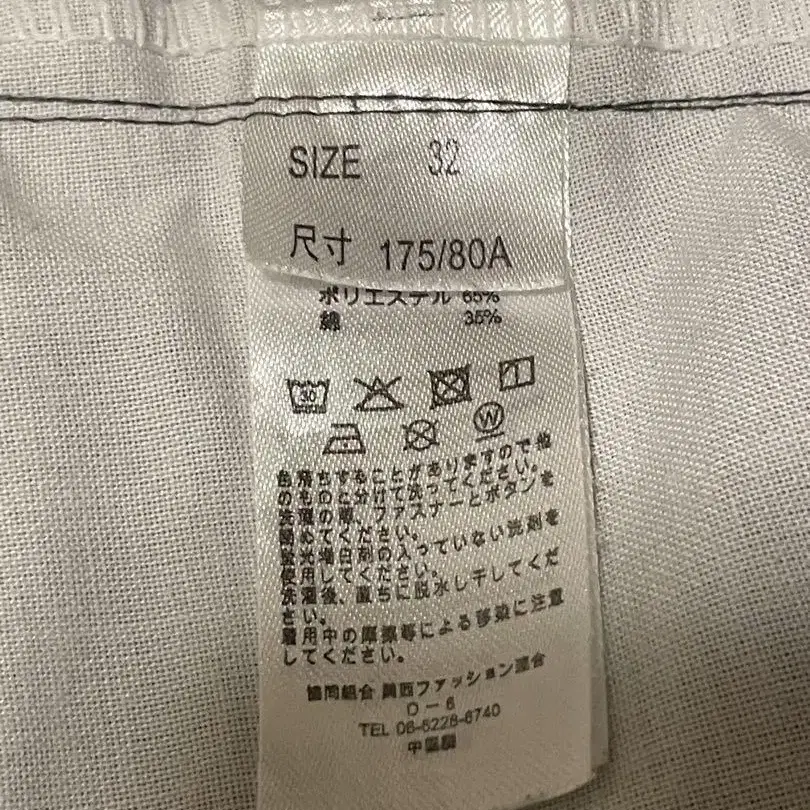 SIZE 32
尺寸 175/80A
ポリエステル 65%
綿 35%
30
1
W
色落ちすることがありますので他
のものと分けて洗ってください。
洗濯の際、ファスナーとボタンを
閉めてください。
蛍光増白剤の入っていない洗剤を
使用してください。
洗濯後、直ちに脱水し干してくだ
さい。
着用中の摩擦等による移染に注意
してください。
協同組合 関西ファッション連合
D-6
TEL 06-6228-6740
中国製